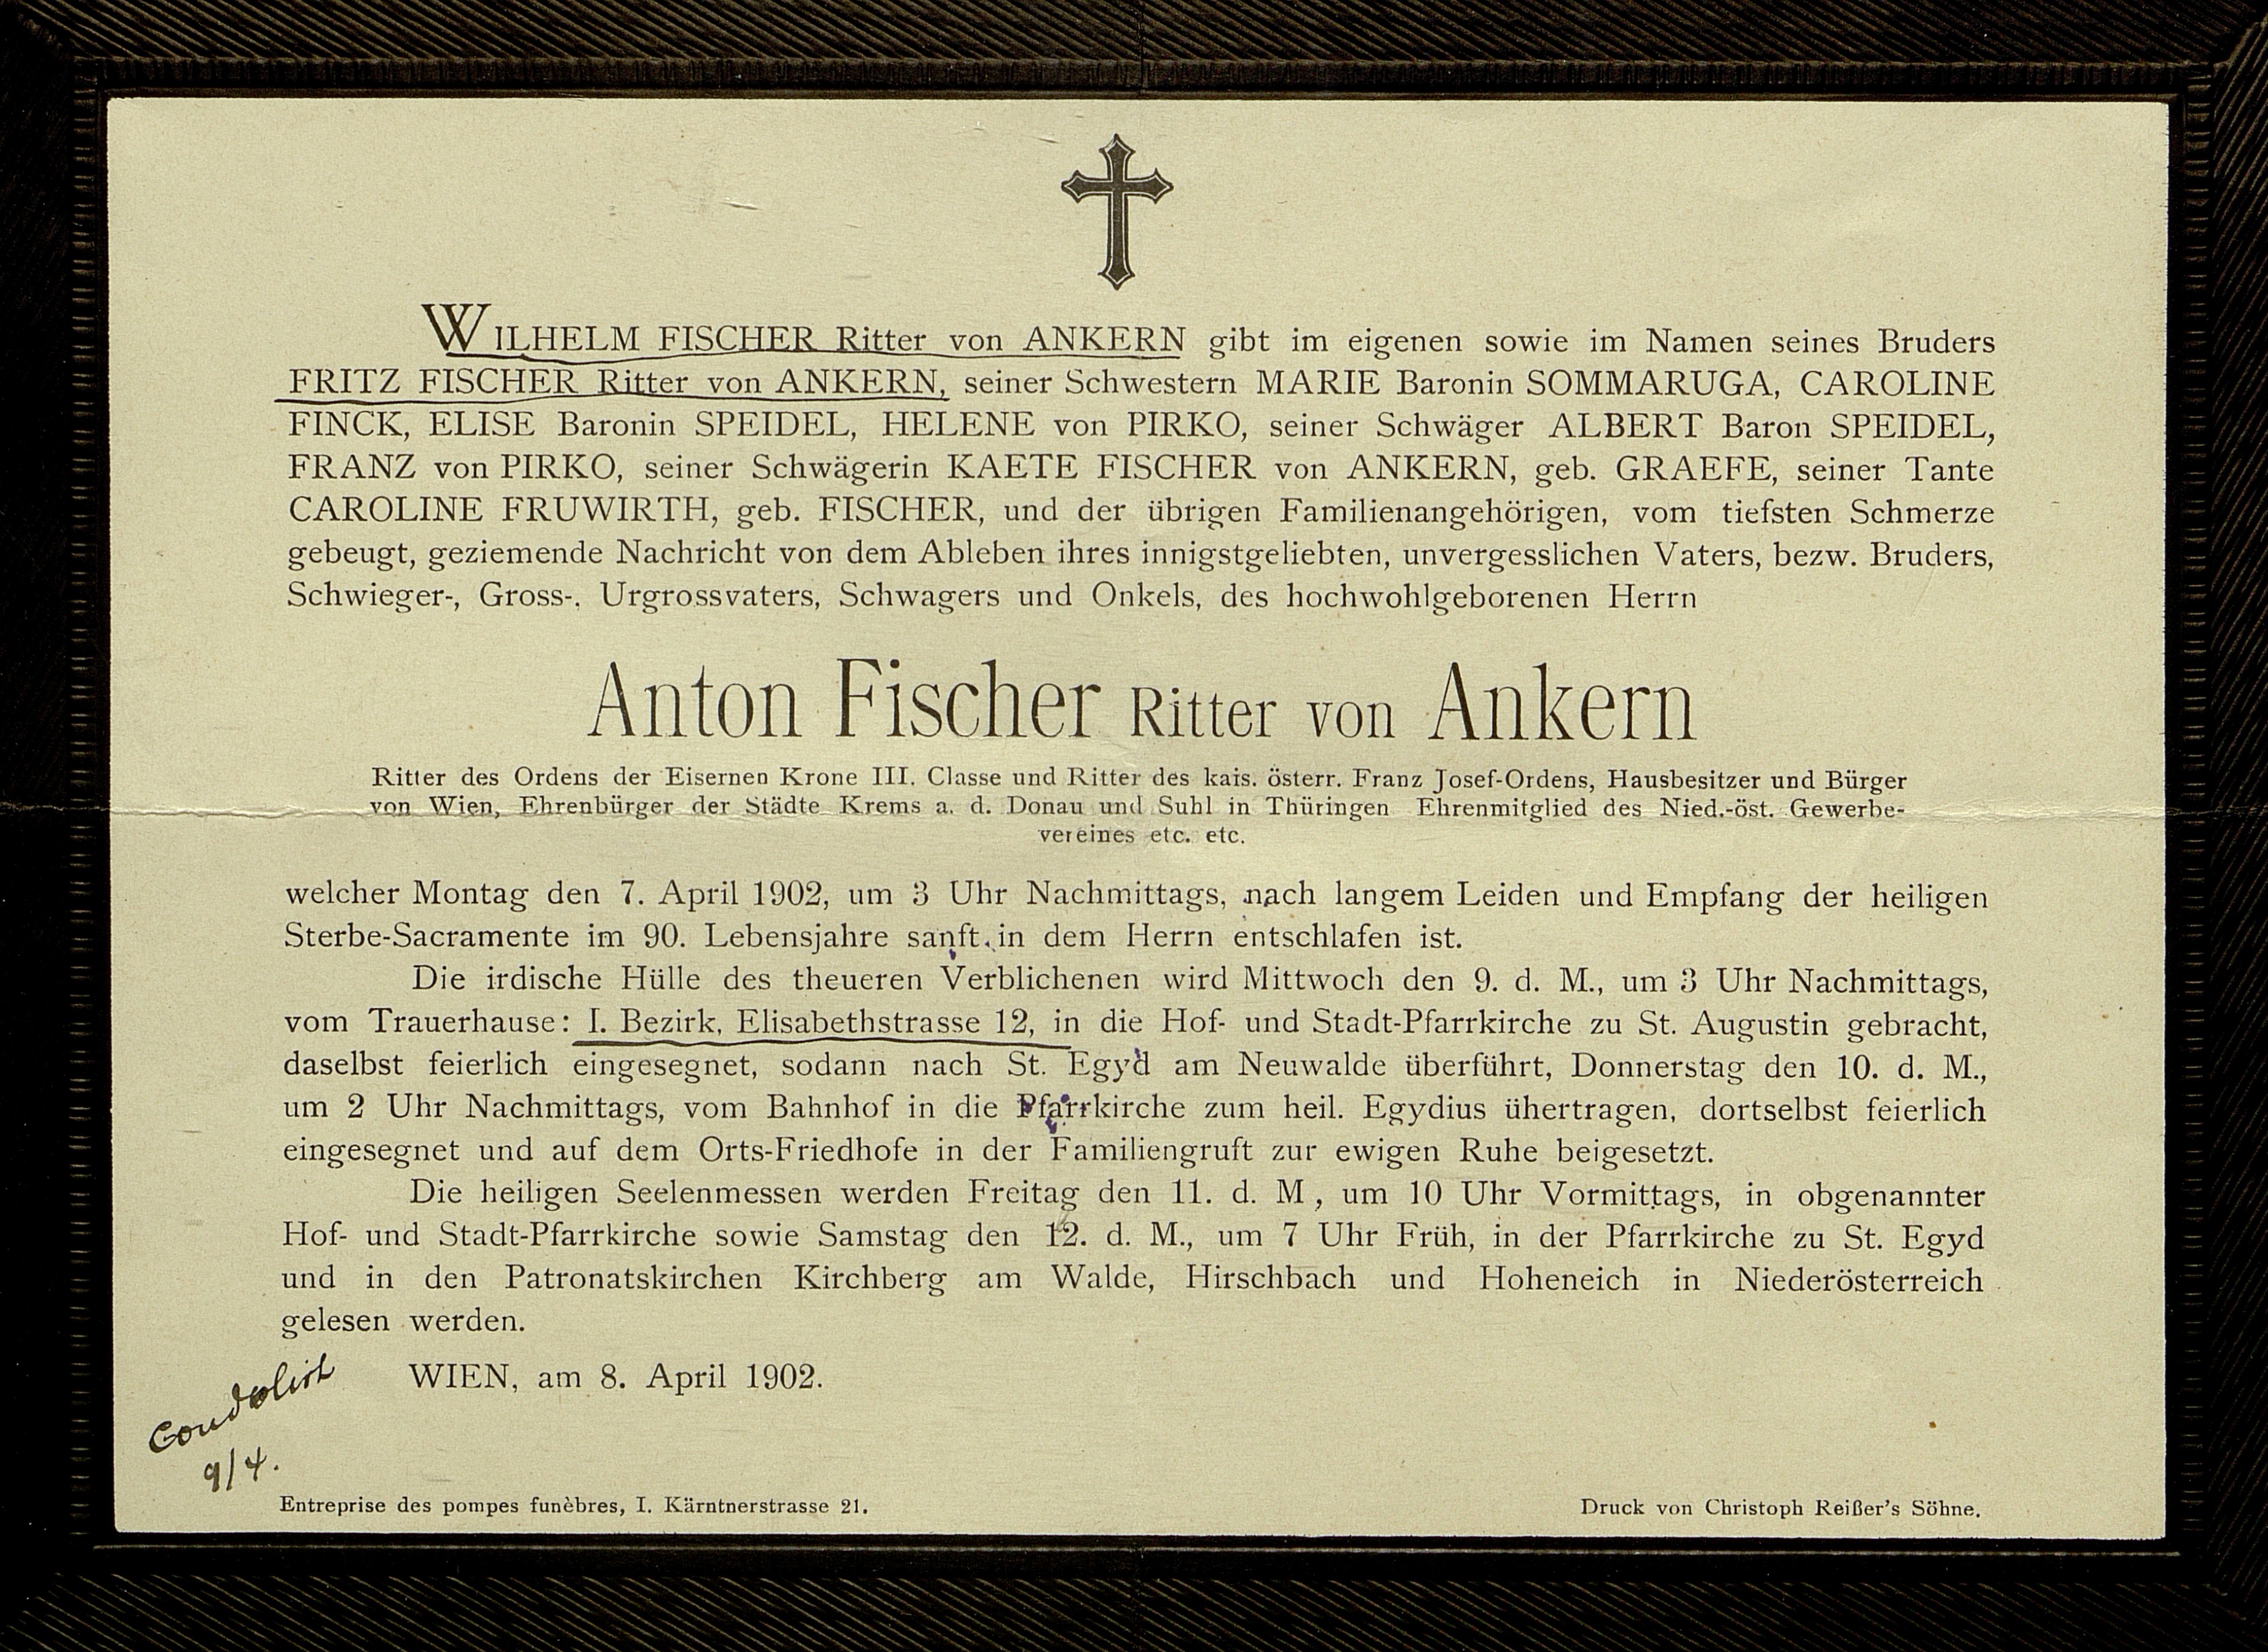 WILHELM FISCHER Ritter von ANKERN gibt im eigenen sowie im Namen seines Bruders
FRITZ FISCHER Ritter von ANKERN, seiner Schwestern MARIE Baronin SOMMARUGA, CAROLINE
FINCK, ELISE Baronin SPEIDEL, HELENE von PIRKO, seiner Schwäger ALBERT Baron SPEIDEL,
FRANZ von PIRKO, seiner Schwägerin KAETE FISCHER von ANKERN, geb. GRAEFE, seiner Tante
CAROLINE FRUWIRTH, geb. FISCHER, und der übrigen Familienangehörigen, vom tiefsten Schmerze
gebeugt, geziemende Nachricht von dem Ableben ihres innigstgeliebten, unvergesslichen Vaters, bezw. Bruders,
Schwieger-, Gross-, Urgrossvaters, Schwagers und Onkels, des hochwohlgeborenen Herrn
Anton Fischer Ritter von Ankern
Ritter des Ordens der Eisernen Krone III. Classe und Ritter des kais. österr. Franz Josef-Ordens, Hausbesitzer und Bürger
von Wien, Ehrenbürger der Städte Krems a. d. Donau und Suhl in Thüringen Ehrenmitglied des Nied.-öst. Gewerbe-
vereines etc. etc.
welcher Montag den 7. April 1902, um 3 Uhr Nachmittags, nach langem Leiden und Empfang der heiligen
Sterbe-Sacramente im 90. Lebensjahre sanft in dem Herrn entschlafen ist.
Die irdische Hülle des theueren Verblichenen wird Mittwoch den 9. d. M., um 3 Uhr Nachmittags,
vom Trauerhause: I. Bezirk, Elisabethstrasse 12, in die Hof- und Stadt-Pfarrkirche zu St. Augustin gebracht,
daselbst feierlich eingesegnet, sodann nach St. Egyd am Neuwalde überführt, Donnerstag den 10. d. M.,
um 2 Uhr Nachmittags, vom Bahnhof in die Pfarrkirche zum heil. Egydius ühertragen, dortselbst feierlich
eingesegnet und auf dem Orts-Friedhofe in der Familiengruft zur ewigen Ruhe beigesetzt.
Die heiligen Seelenmessen werden Freitag den 11. d. M, um 10 Uhr Vormittags, in obgenannter
Hof- und Stadt-Pfarrkirche sowie Samstag den 12. d. M., um 7 Uhr Früh, in der Pfarrkirche zu St. Egyd
und in den Patronatskirchen Kirchberg am Walde, Hirschbach und Hoheneich in Niederösterreich
gelesen werden.
WIEN, am 8. April 1902.
Condolirt
9/4.
Entreprise des pompes funèbres, I. Kärntnerstrasse 21.
Druck von Christoph Reißer's Söhne.